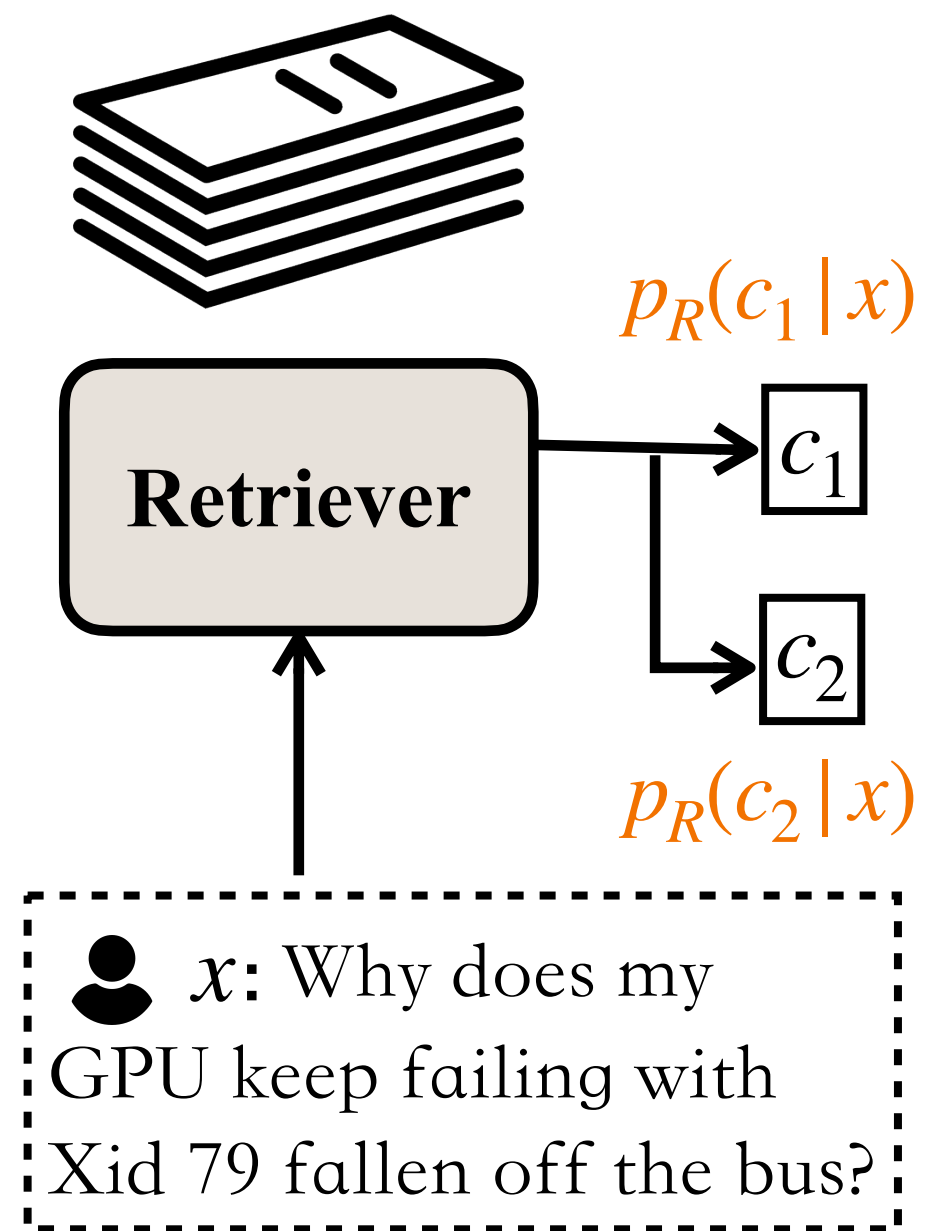 p_R(c_1 | x)
Retriever
c_1
c_2
p_R(c_2 | x)
x: Why does my
GPU keep failing with
Xid 79 fallen off the bus?